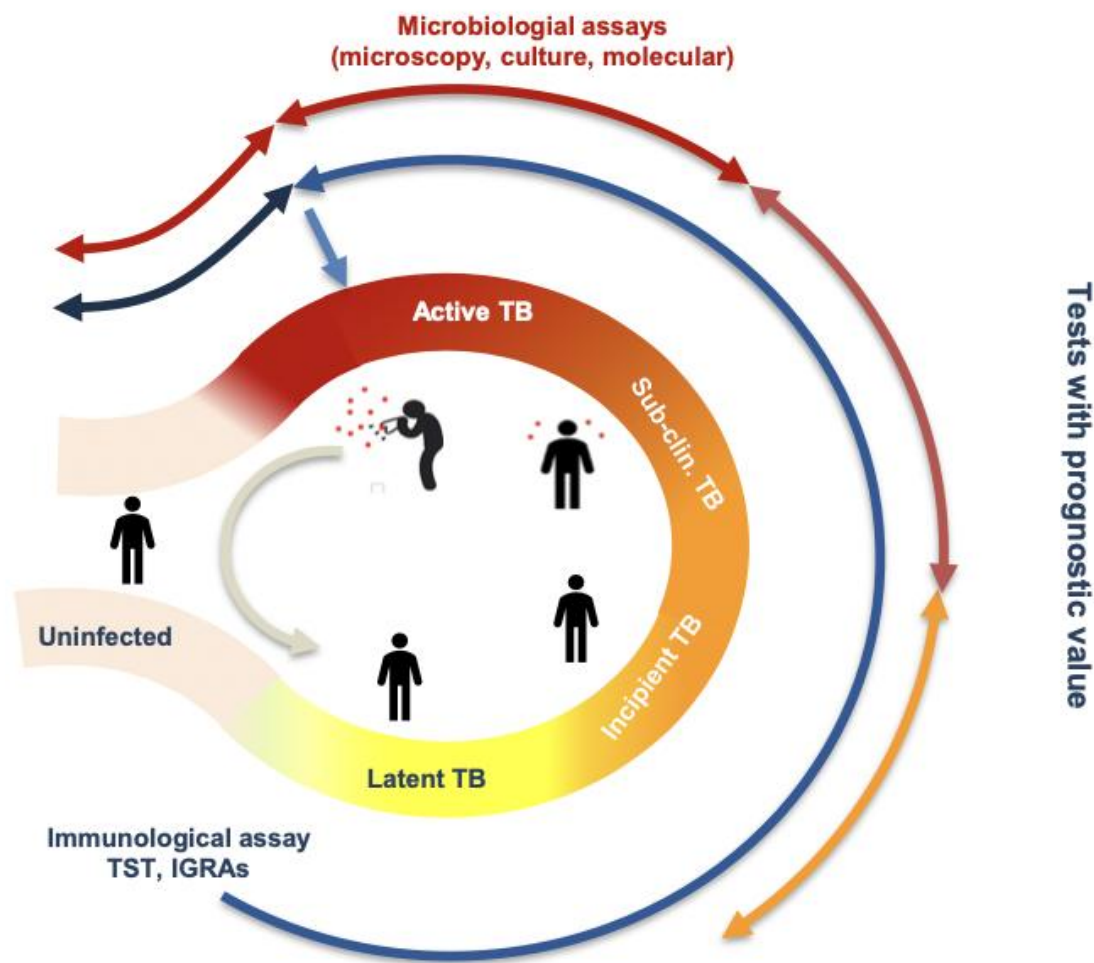 Microbiologial assays
(microscopy, culture, molecular)
Active TB
Sub-clin. TB
Tests with prognostic value
Uninfected
Incipient TB
Latent TB
Immunological assay
TST, IGRAs